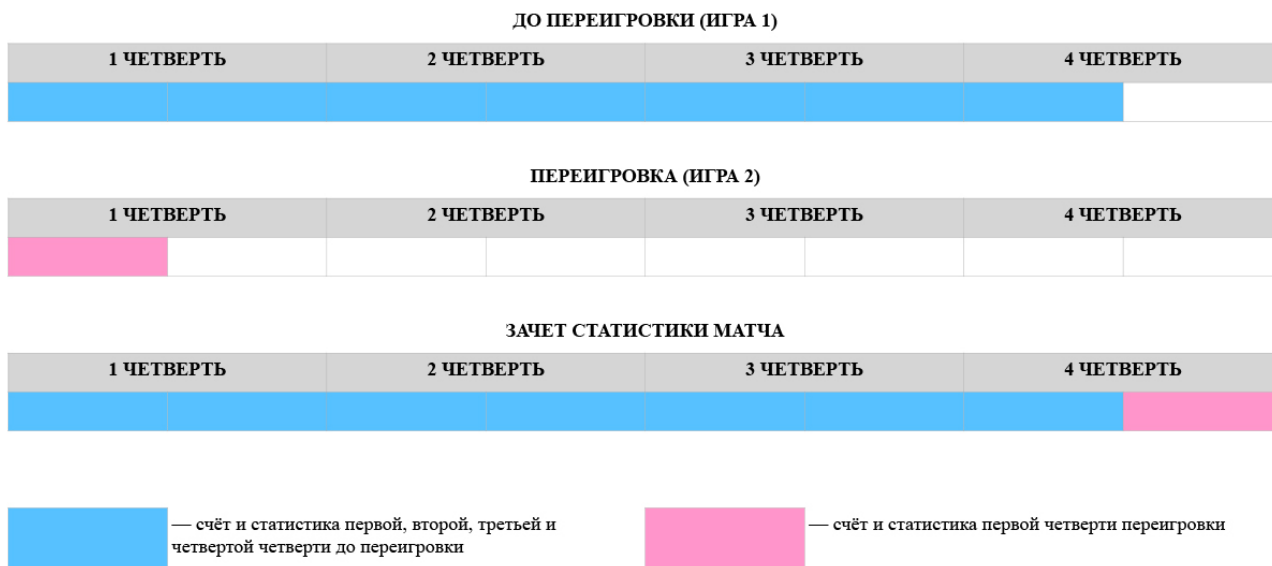 ДО ПЕРЕИГРОВКИ (ИГРА 1)
1 ЧЕТВЕРТЬ 2 ЧЕТВЕРТЬ 3 ЧЕТВЕРТЬ 4 ЧЕТВЕРТЬ
ПЕРЕИГРОВКА (ИГРА 2)
1 ЧЕТВЕРТЬ 2 ЧЕТВЕРТЬ 3 ЧЕТВЕРТЬ 4 ЧЕТВЕРТЬ
ЗАЧЕТ СТАТИСТИКИ МАТЧА
1 ЧЕТВЕРТЬ 2 ЧЕТВЕРТЬ 3 ЧЕТВЕРТЬ 4 ЧЕТВЕРТЬ
— счёт и статистика первой, второй, третьей и
четвертой четверти до переигровки
— счёт и статистика первой четверти переигровки